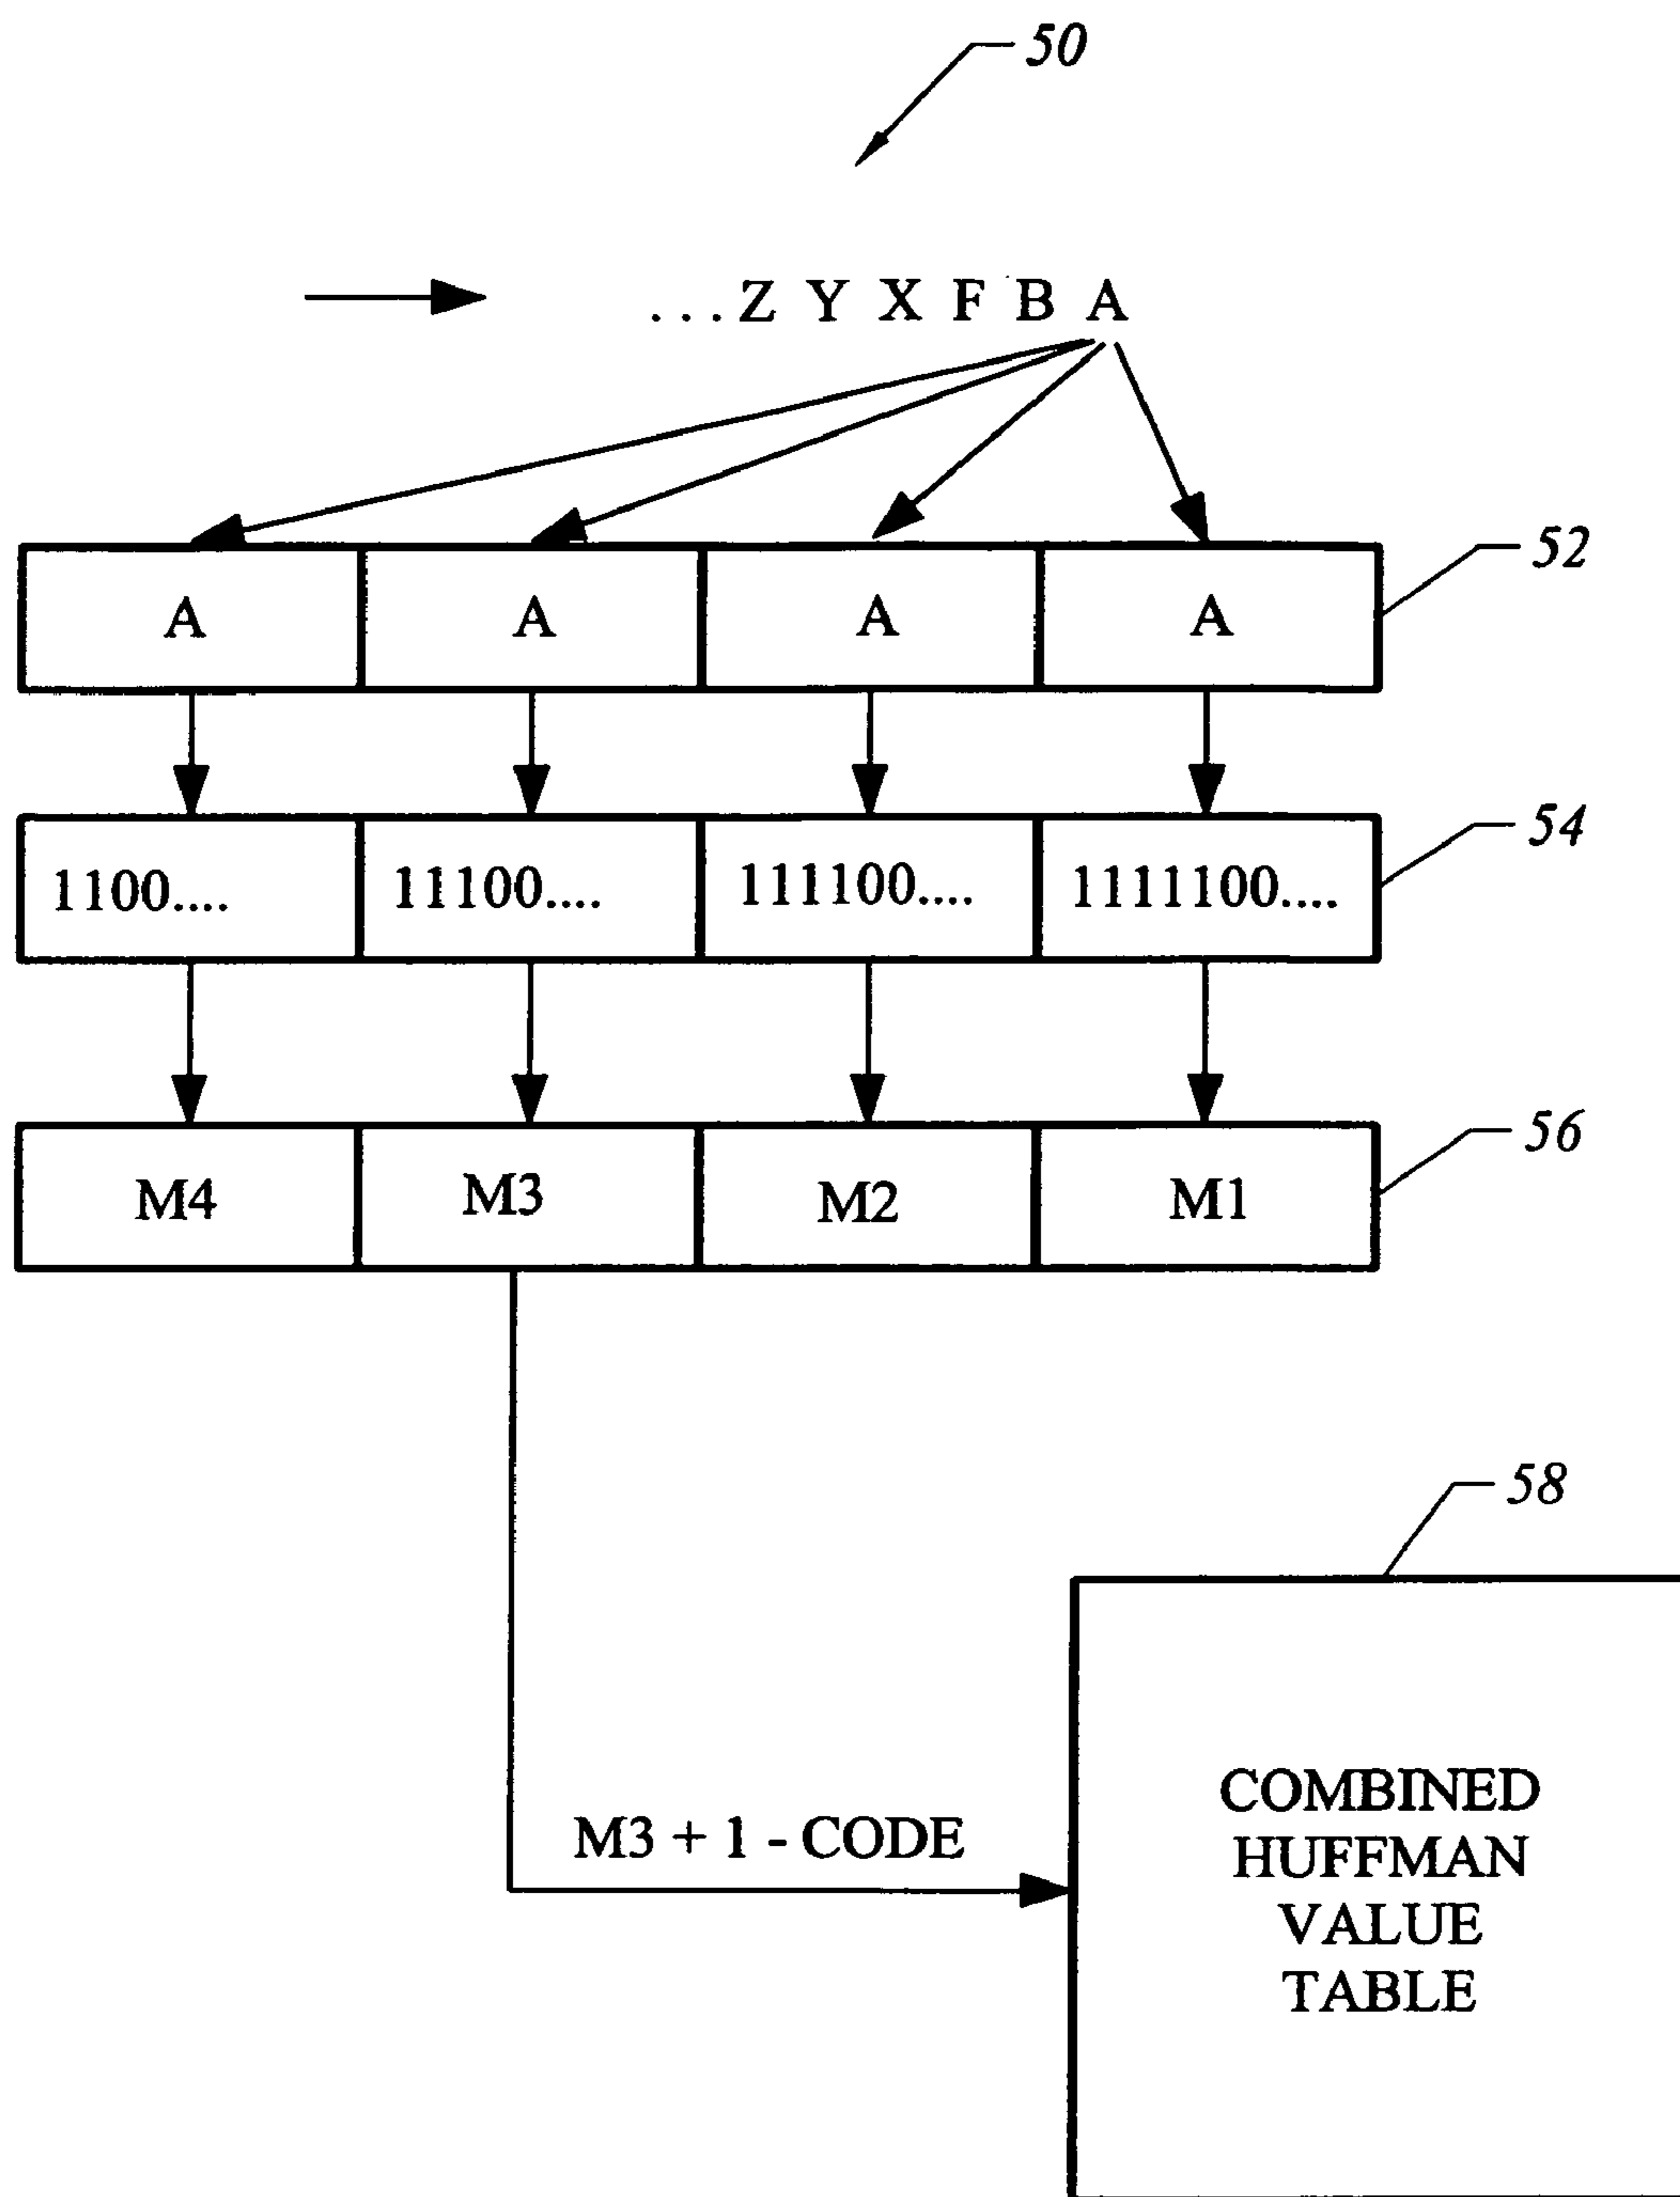 50
...Z Y X F B A
A A A A
52
1100.... 11100.... 111100.... 1111100....
54
M4 M3 M2 M1
56
58
M3 + 1 - CODE
COMBINED
HUFFMAN
VALUE
TABLE